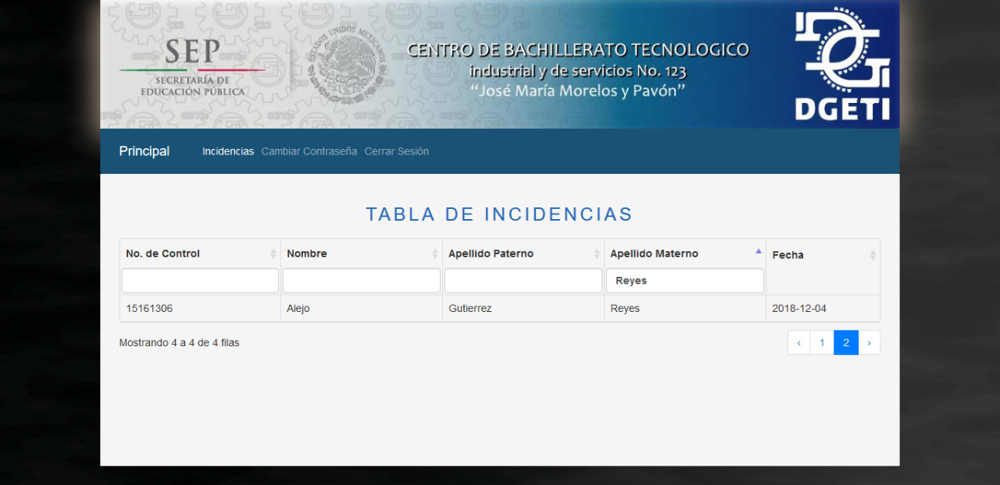 SEP
SECRETARÍA DE
EDUCACIÓN PÚBLICA
ESTADOS UNIDOS MEXICANOS
CENTRO DE BACHILLERATO TECNOLOGICO
industrial y de servicios No. 123
“José María Morelos y Pavón”
DGETI
Principal Incidencias Cambiar Contraseña Cerrar Sesión
TABLA DE INCIDENCIAS
No. de Control Nombre Apellido Paterno Apellido Materno Fecha
Reyes
15161306 Alejo Gutierrez Reyes 2018-12-04
Mostrando 4 a 4 de 4 filas ‹ 1 2 ›